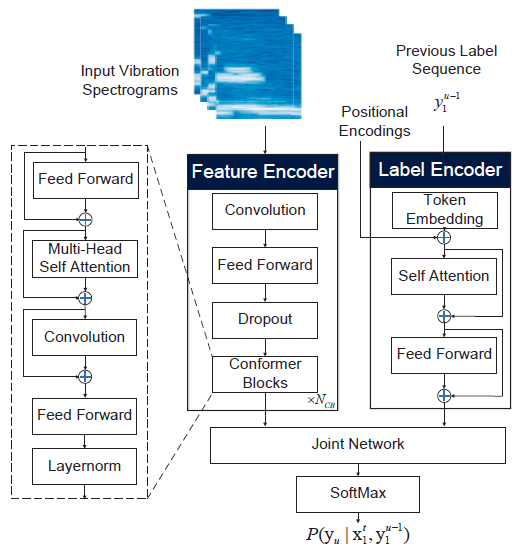 Input Vibration
Spectrograms
Previous Label
Sequence
y_1^{u-1}
Positional
Encodings
Feed Forward
Multi-Head
Self Attention
Convolution
Feed Forward
Layernorm
Feature Encoder
Convolution
Feed Forward
Dropout
Conformer
Blocks
×N_{CB}
Label Encoder
Token
Embedding
Self Attention
Feed Forward
Joint Network
SoftMax
P(y_u | x_1^t, y_1^{u-1})